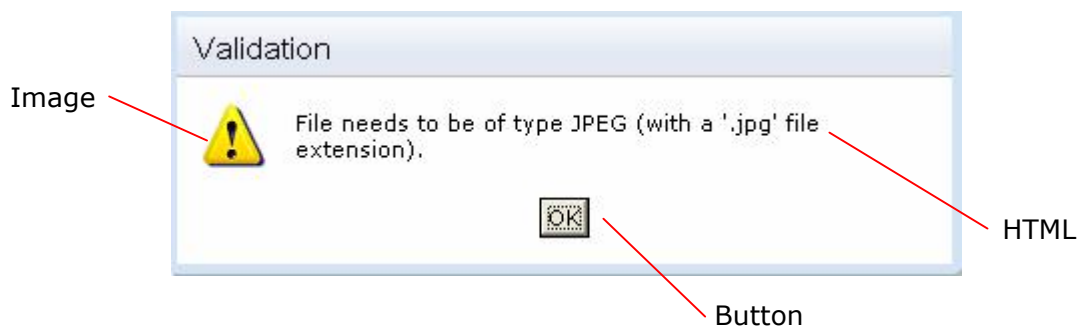 Validation
Image
File needs to be of type JPEG (with a '.jpg' file
extension).
OK
HTML
Button